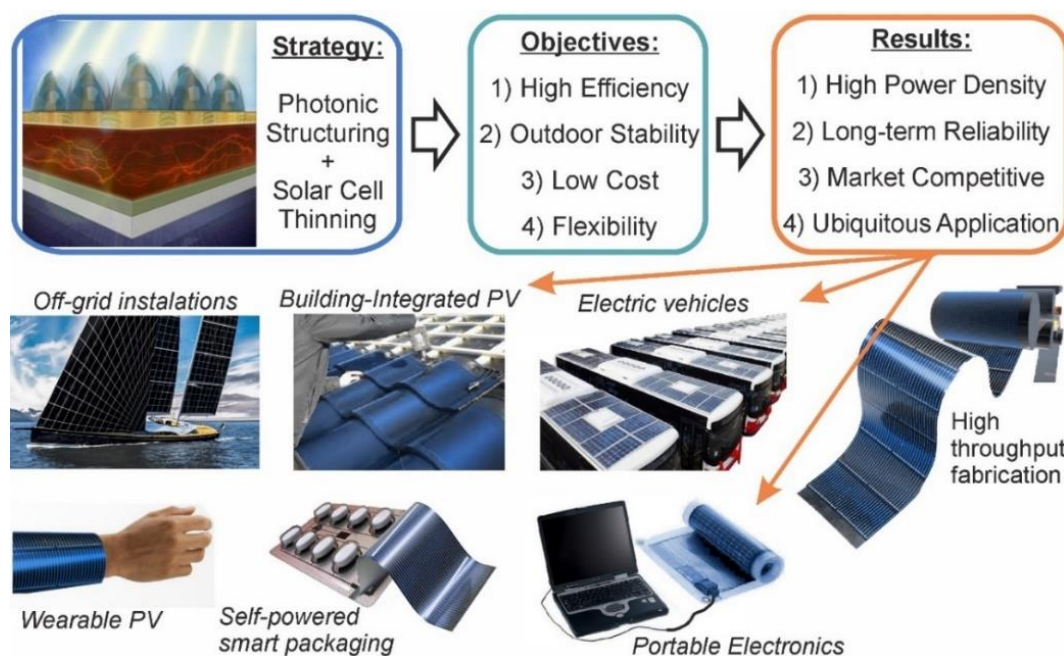 Strategy:
Photonic
Structuring
+
Solar Cell
Thinning
Objectives:
1) High Efficiency
2) Outdoor Stability
3) Low Cost
4) Flexibility
Results:
1) High Power Density
2) Long-term Reliability
3) Market Competitive
4) Ubiquitous Application
Off-grid instalations
Building-Integrated PV
Electric vehicles
High
throughput
fabrication
Wearable PV
Self-powered
smart packaging
Portable Electronics